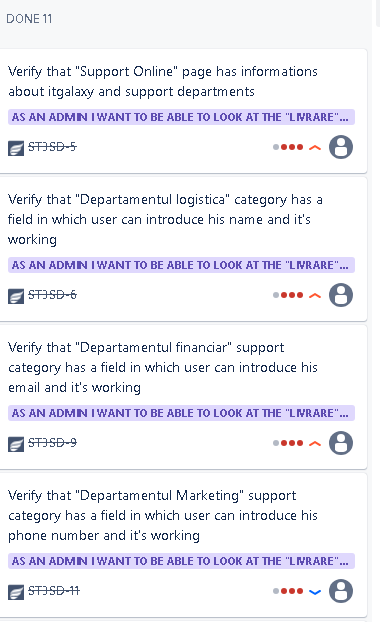 DONE 11
Verify that "Support Online" page has informations
about itgalaxy and support departments
AS AN ADMIN I WANT TO BE ABLE TO LOOK AT THE "LIVRARE"...
ST3SD-5
Verify that "Departamentul logistica" category has a
field in which user can introduce his name and it's
working
AS AN ADMIN I WANT TO BE ABLE TO LOOK AT THE "LIVRARE"...
ST3SD-6
Verify that "Departamentul financiar" support
category has a field in which user can introduce his
email and it's working
AS AN ADMIN I WANT TO BE ABLE TO LOOK AT THE "LIVRARE"...
ST3SD-9
Verify that "Departamentul Marketing" support
category has a field in which user can introduce his
phone number and it's working
AS AN ADMIN I WANT TO BE ABLE TO LOOK AT THE "LIVRARE"...
ST3SD-11